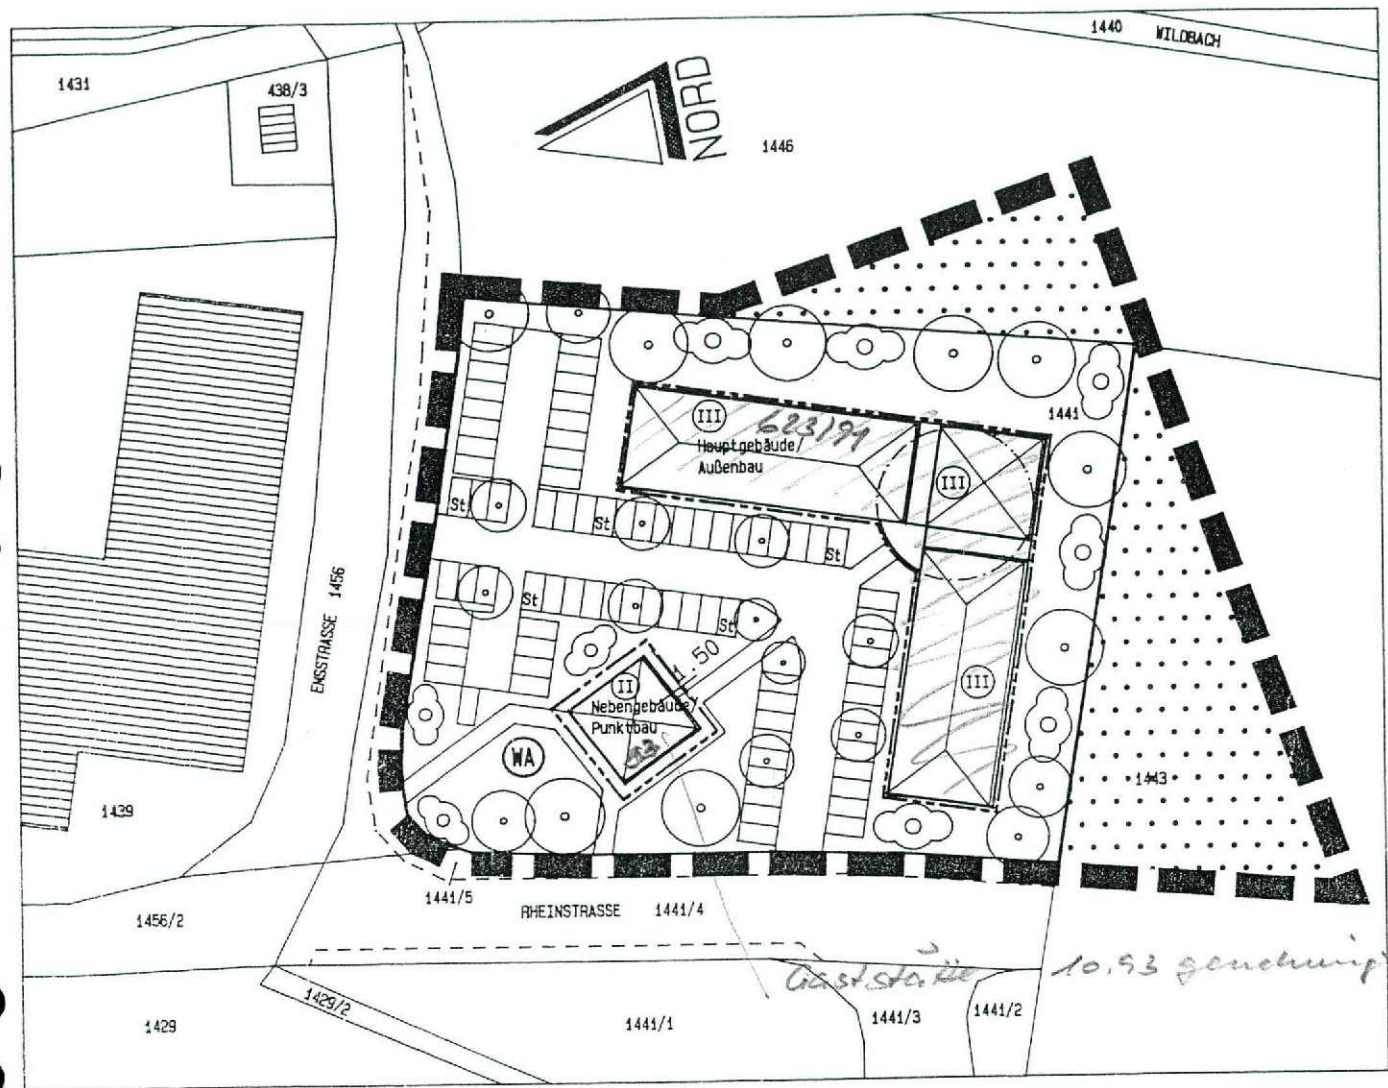 1440 WILDBACH
1431
438/3
NORD
1446
III
623/91
Hauptgebäude/
Außenbau
1441
III
St
St
St
EMSSTRASSE 1456
St
St
1.50
II
Nebengebäude/
Punktbau
III
WA
1443
1439
1441/5
RHEINSTRASSE 1441/4
1456/2
Gaststätte 10.93
1429/2
1429
1441/1
1441/3
1441/2